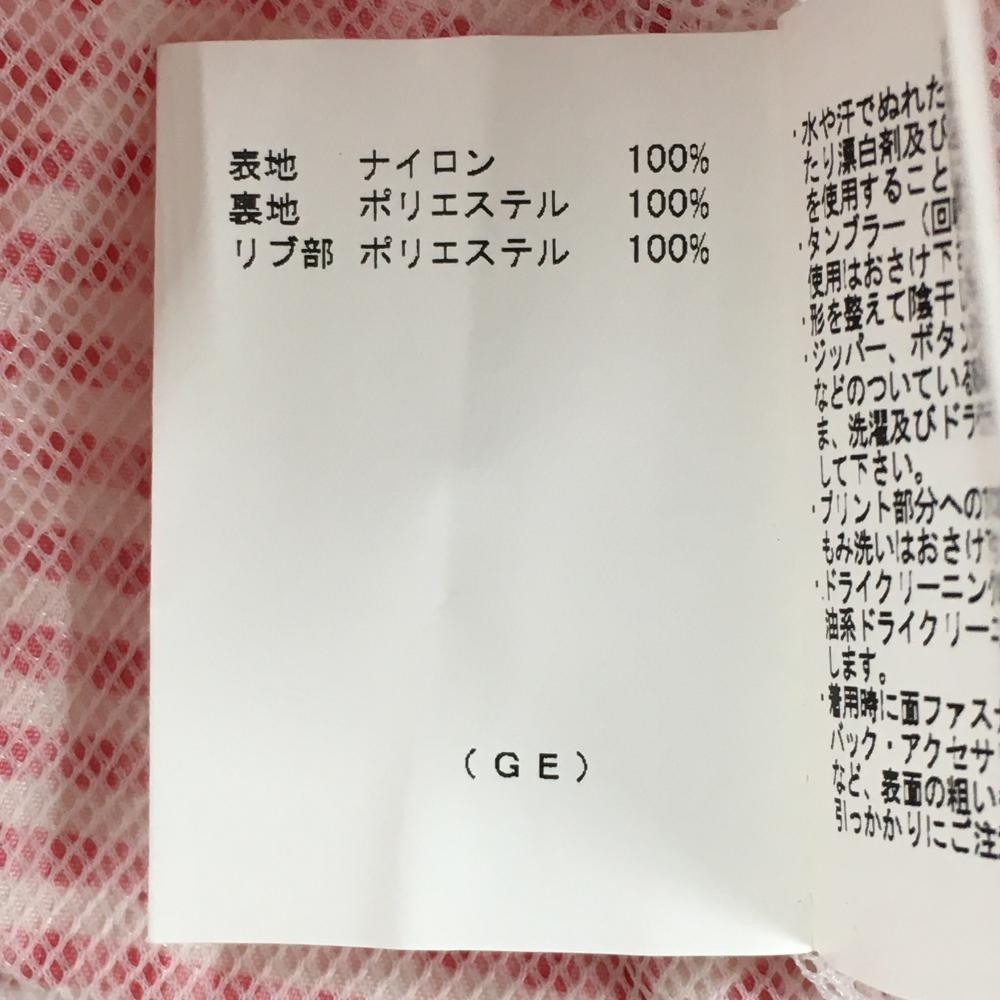 表地 ナイロン 100%
裏地 ポリエステル 100%
リブ部 ポリエステル 100%
(GE)
・水や汗でぬれた
たり漂白剤及び
を使用すること
・タンブラー（回
使用はおさけ下
・形を整えて陰干
・ジッパー、ボタ
などのついている
ま、洗濯及びドラ
して下さい。
・プリント部分への
もみ洗いはおさけ
・ドライクリーニン
油系ドライクリー
します。
・着用時に面ファス
バック・アクセサ
など、表面の粗い
引っかかりにご注